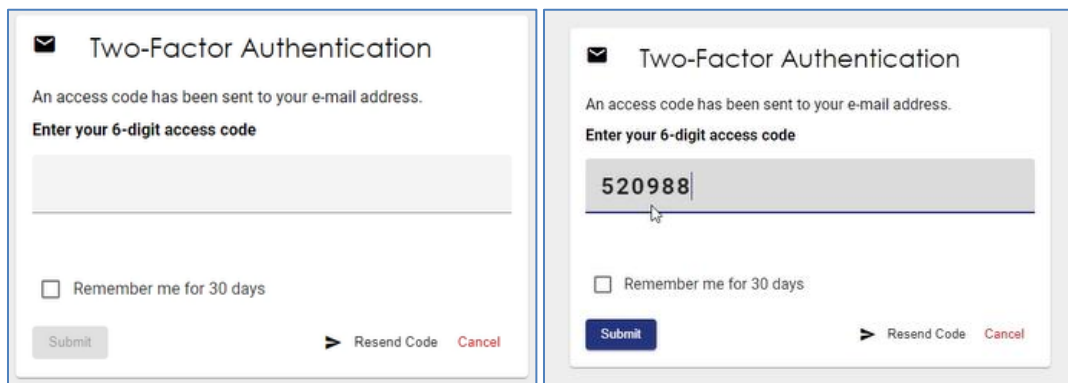 Two-Factor Authentication
An access code has been sent to your e-mail address.
Enter your 6-digit access code
Remember me for 30 days
Submit
Resend Code
Cancel
Two-Factor Authentication
An access code has been sent to your e-mail address.
Enter your 6-digit access code
520988
Remember me for 30 days
Submit
Resend Code
Cancel